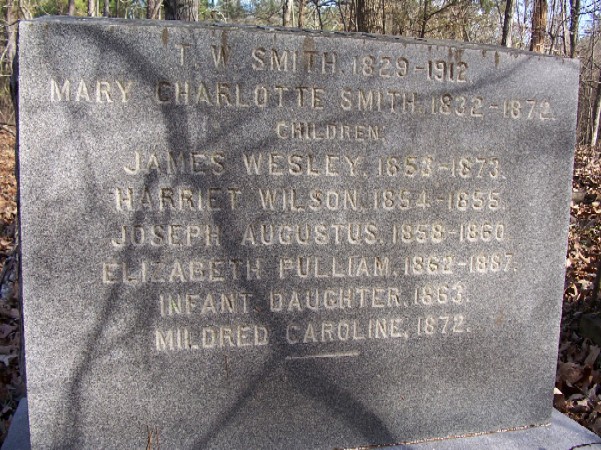 T. W. SMITH. 1829-1912
MARY CHARLOTTE SMITH. 1832-1872.
CHILDREN
JAMES WESLEY. 1853-1873.
HARRIET WILSON. 1854-1855.
JOSEPH AUGUSTUS. 1858-1860
ELIZABETH PULLIAM. 1862-1887.
INFANT DAUGHTER. 1863.
MILDRED CAROLINE. 1872.